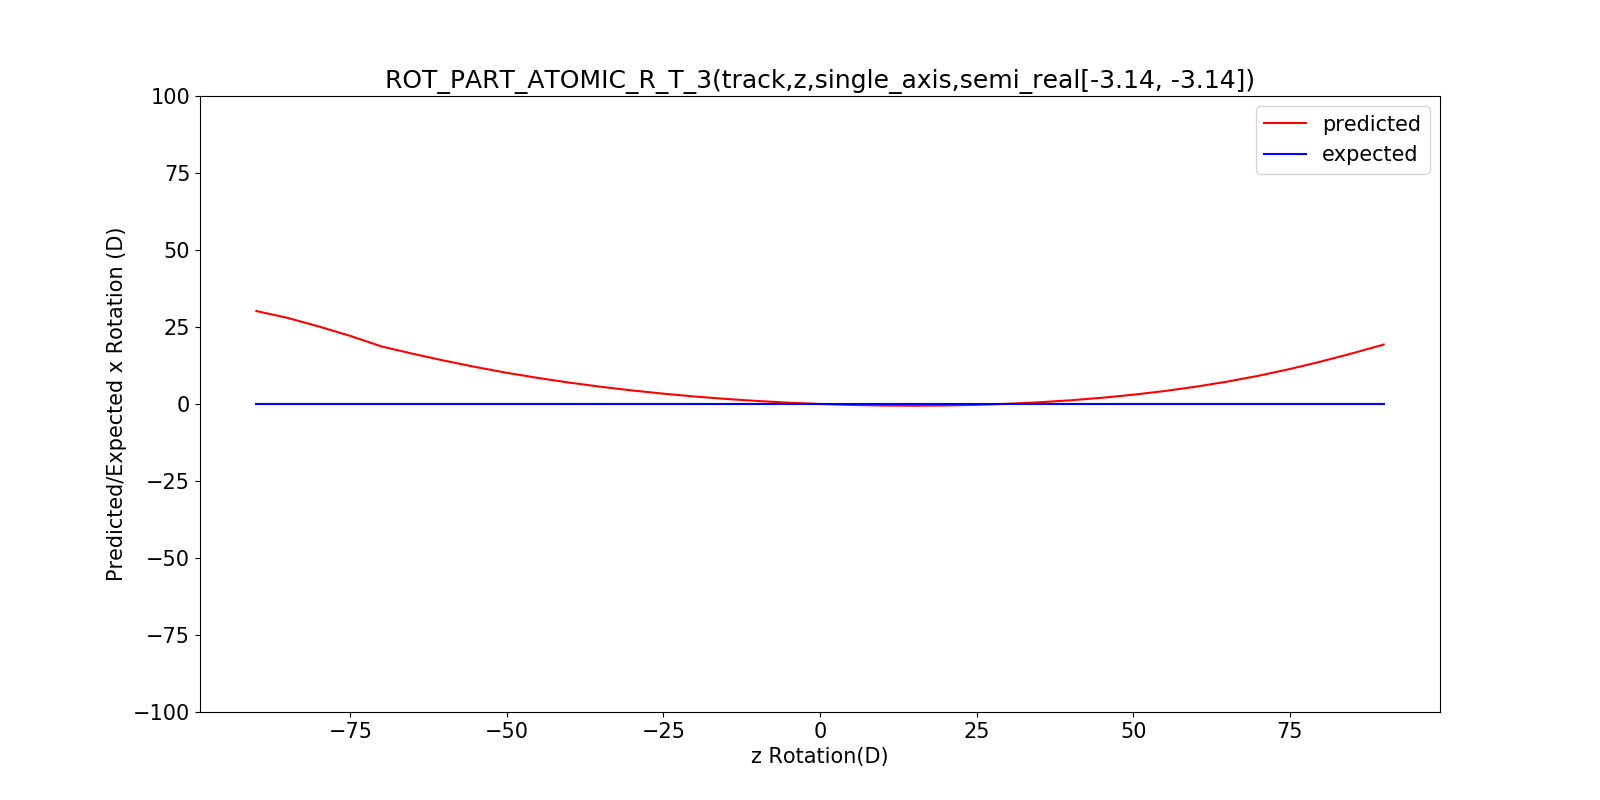 ROT_PART_ATOMIC_R_T_3(track,z,single_axis,semi_real[-3.14, -3.14])
100
75
50
25
0
−25
−50
−75
−100
Predicted/Expected x Rotation (D)
predicted
expected
−75 −50 −25 0 25 50 75
z Rotation(D)